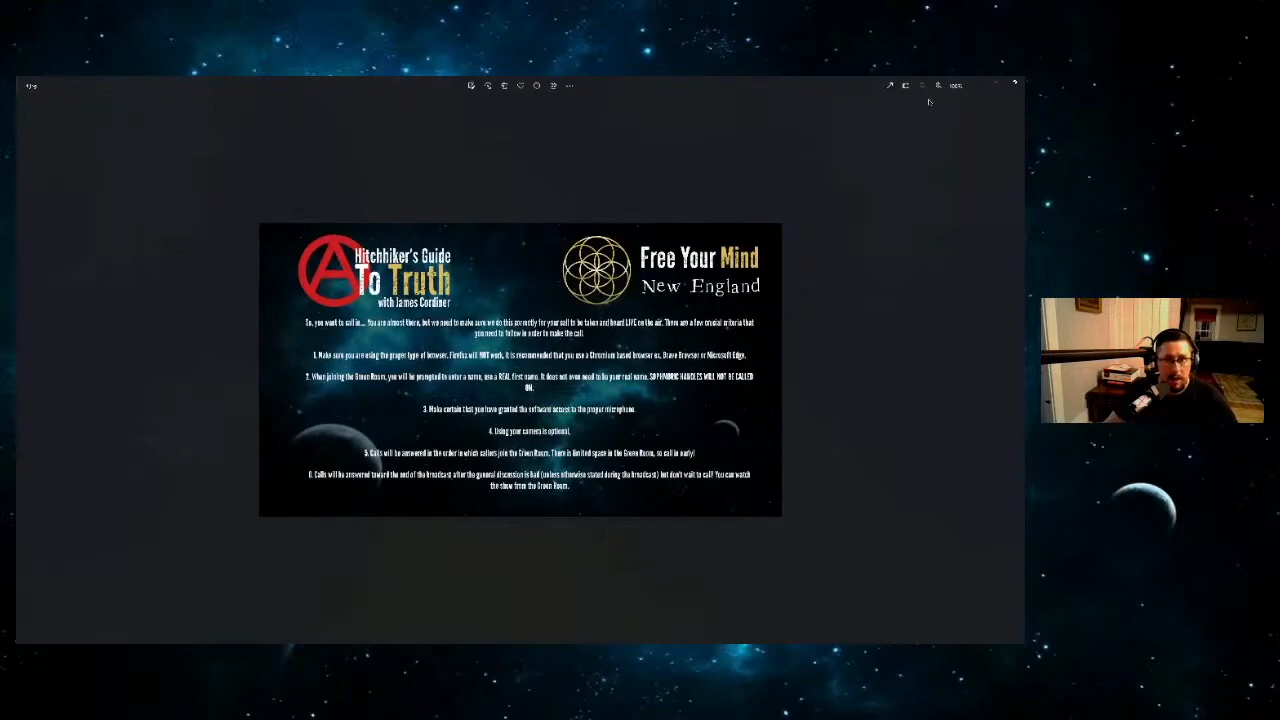 100%
Hitchhiker's Guide
To Truth
with James Cordiner
Free Your Mind
New England
So, you want to call in.... You are almost there, but we need to make sure we do this correctly for your call to be taken and heard LIVE on the air. There are a few crucial criteria that
you need to follow in order to make the call.
1. Make sure you are using the proper type of browser. Firefox will NOT work. It is recommended that you use a Chromium based browser ex. Brave Browser or Microsoft Edge.
2. When joining the Green Room, you will be prompted to enter a name, use a REAL first name. It does not even need to be your real name. SOPHMORIC HANDLES WILL NOT BE CALLED
ON.
3. Make certain that you have granted the software access to the proper microphone.
4. Using your camera is optional.
5. Calls will be answered in the order in which callers join the Green Room. There is limited space in the Green Room, so call in early!
6. Calls will be answered toward the end of the broadcast after the general discussion is had (unless otherwise stated during the broadcast) but don't wait to call! You can watch
the show from the Green Room.